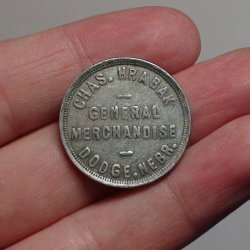 CHAS. HRABAK
GENERAL
MERCHANDISE
DODGE, NEBR.